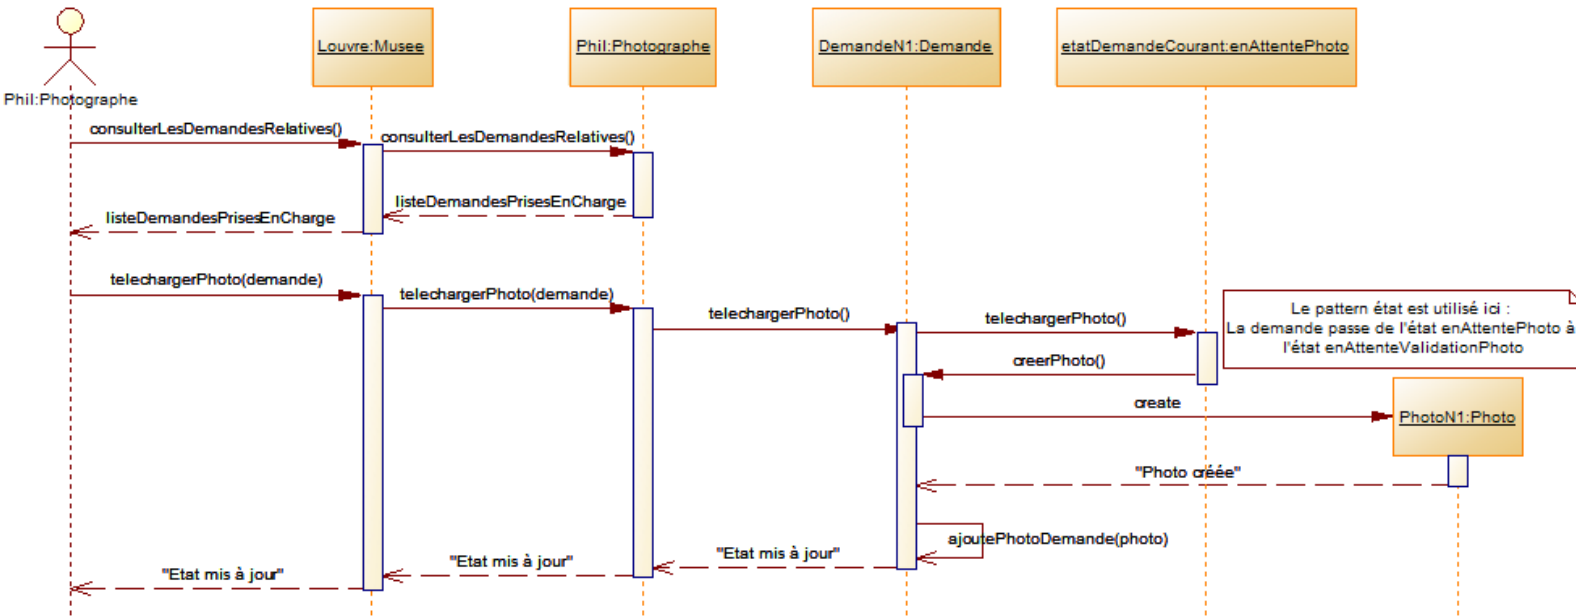 Louvre:Musee
Phil:Photographe
DemandeN1:Demande
etatDemandeCourant:enAttentePhoto
Phil:Photographe
consulterLesDemandesRelatives()
consulterLesDemandesRelatives()
listeDemandesPrisesEnCharge
listeDemandesPrisesEnCharge
telechargerPhoto(demande)
telechargerPhoto(demande)
telechargerPhoto()
telechargerPhoto()
Le pattern état est utilisé ici :
La demande passe de l'état enAttentePhoto à
l'état enAttenteValidationPhoto
creerPhoto()
create
PhotoN1:Photo
"Photo créée"
ajoutePhotoDemande(photo)
"Etat mis à jour"
"Etat mis à jour"
"Etat mis à jour"